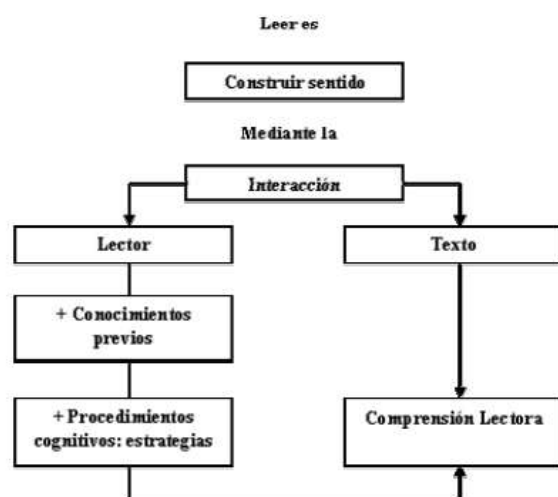 Leer es
Construir sentido
Mediante la
Interacción
Lector
Texto
+ Conocimientos
previos
+ Procedimientos
cognitivos: estrategias
Comprensión Lectora